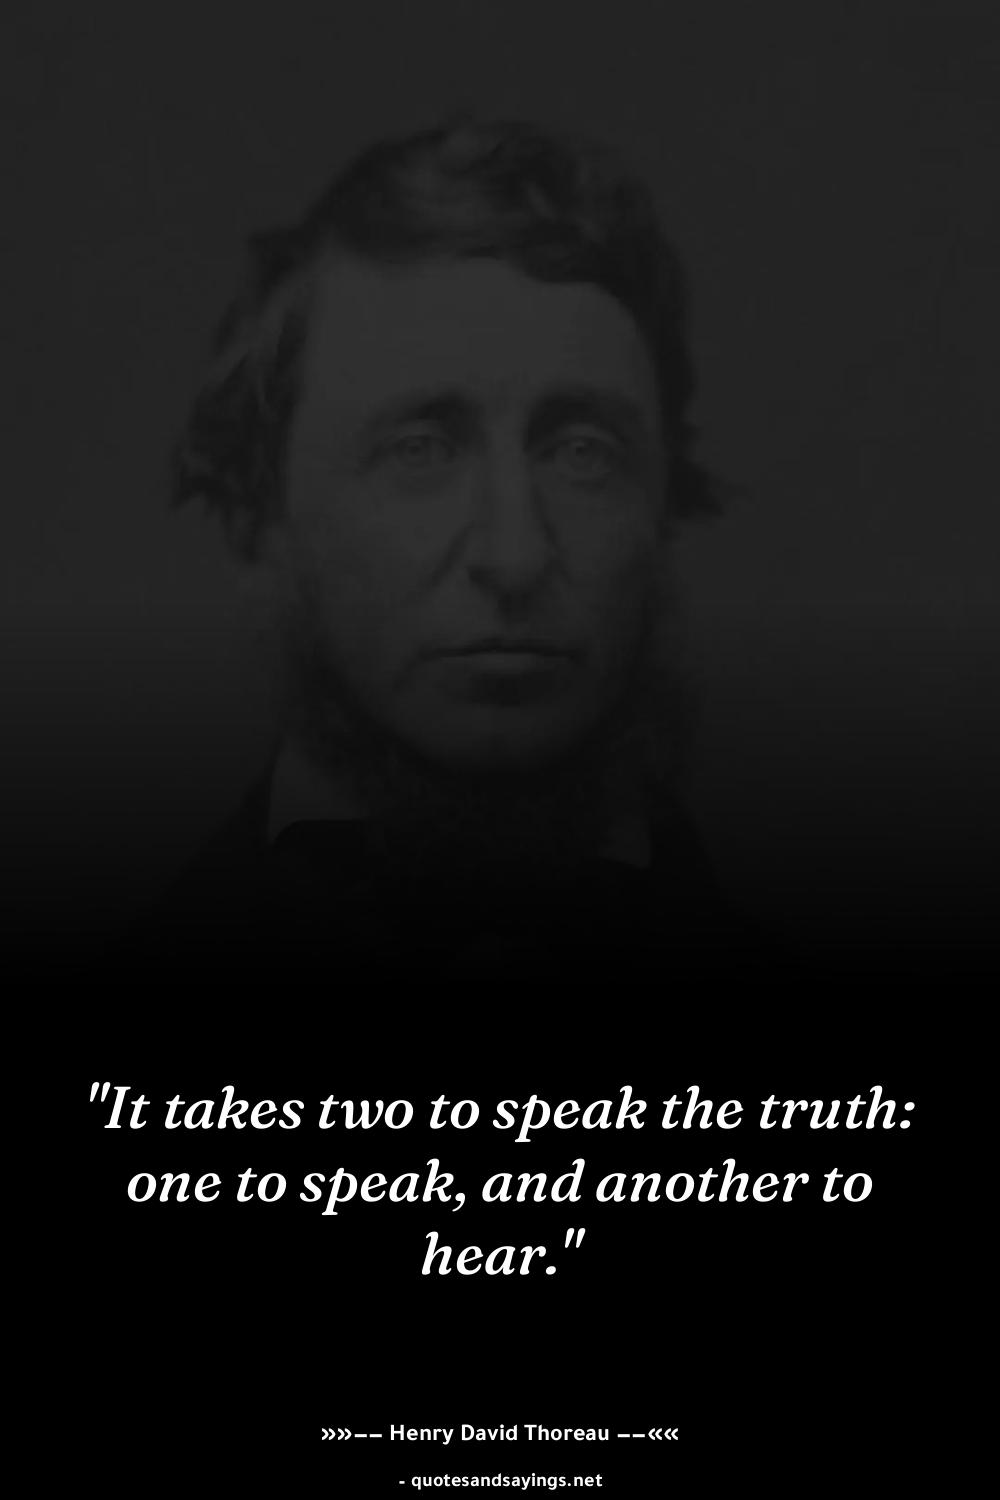 "It takes two to speak the truth:
one to speak, and another to
hear."
»»−− Henry David Thoreau −−««
- quotesandsayings.net